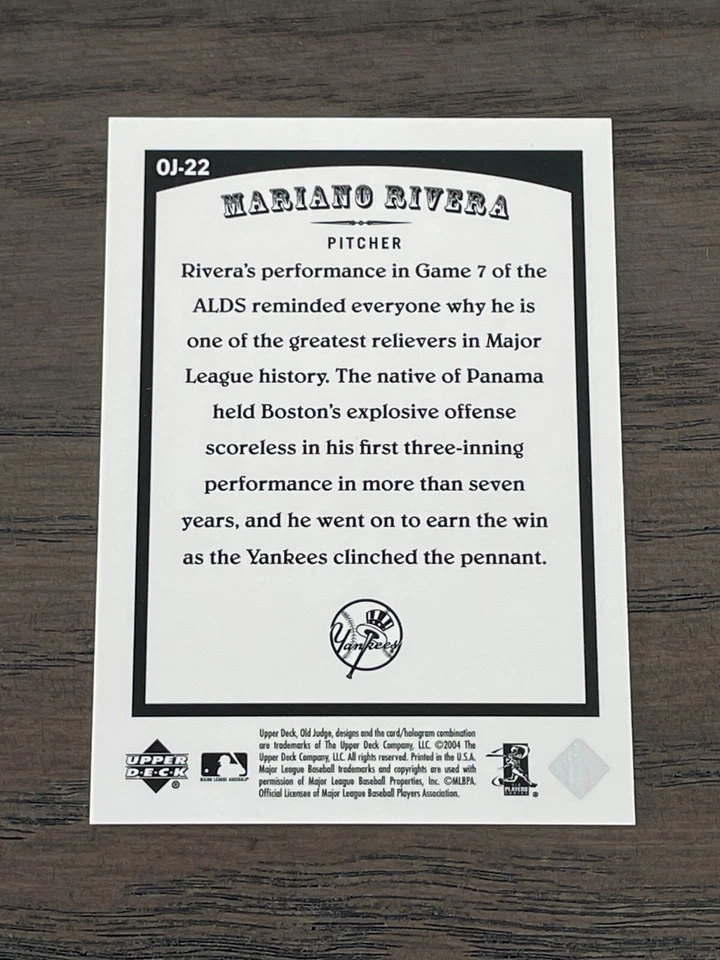 OJ-22
MARIANO RIVERA
PITCHER
Rivera's performance in Game 7 of the
ALDS reminded everyone why he is
one of the greatest relievers in Major
League history. The native of Panama
held Boston's explosive offense
scoreless in his first three-inning
performance in more than seven
years, and he went on to earn the win
as the Yankees clinched the pennant.
Yankees
Upper Deck, Old Judge, designs and the card/hologram combination
are trademarks of The Upper Deck Company, LLC. ©2004 The
Upper Deck Company, LLC. All rights reserved. Printed in the U.S.A.
Major League Baseball trademarks and copyrights are used with
permission of Major League Baseball Properties, Inc. ©MLBPA.
Official Licensee of Major League Baseball Players Association.
UPPER
DECK®
MAJOR LEAGUE BASEBALL®
PLAYERS
CHOICE ®